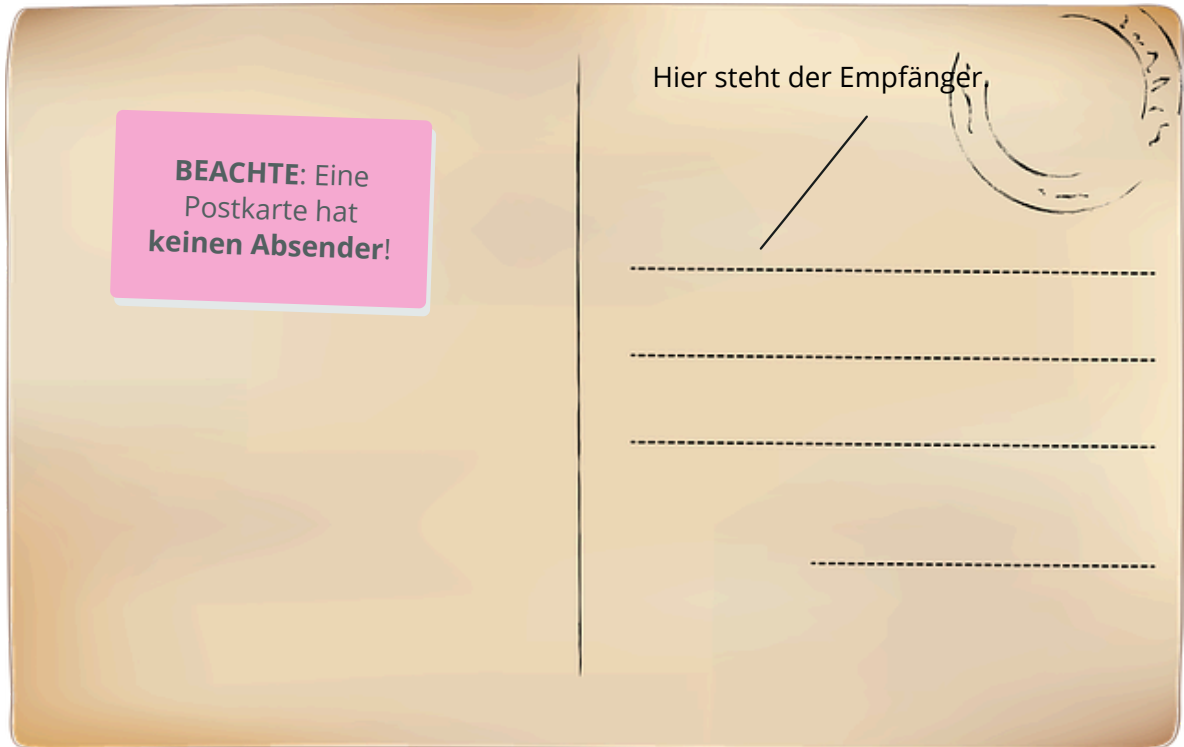 BEACHTE: Eine
Postkarte hat
keinen Absender!
Hier steht der Empfänger.